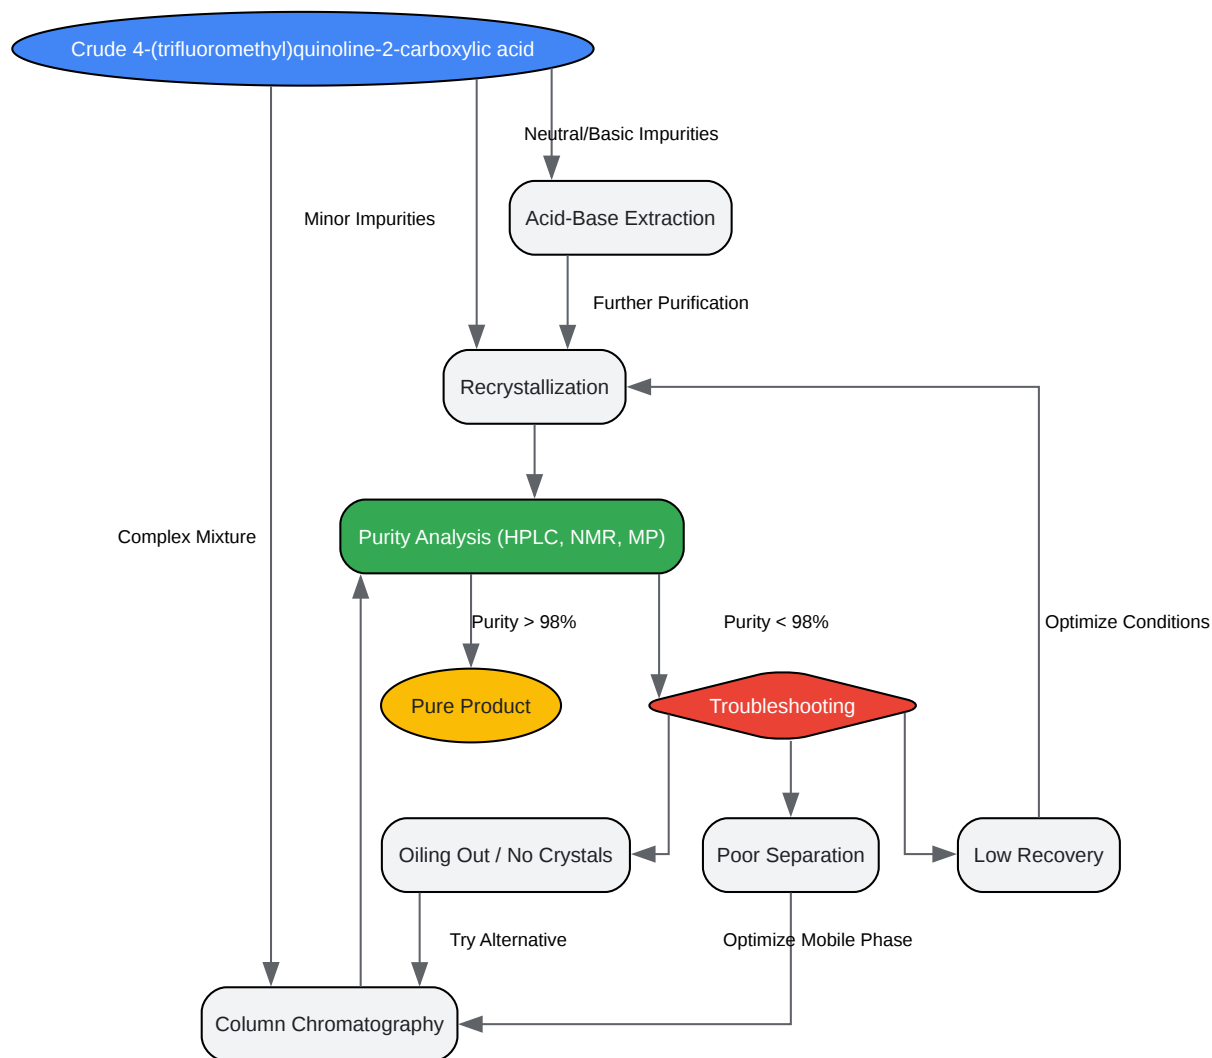 Crude 4-(trifluoromethyl)quinoline-2-carboxylic acid
Neutral/Basic Impurities
Minor Impurities
Acid-Base Extraction
Further Purification
Recrystallization
Complex Mixture
Purity Analysis (HPLC, NMR, MP)
Purity > 98%
Purity < 98%
Optimize Conditions
Pure Product
Troubleshooting
Oiling Out / No Crystals
Poor Separation
Low Recovery
Try Alternative
Optimize Mobile Phase
Column Chromatography